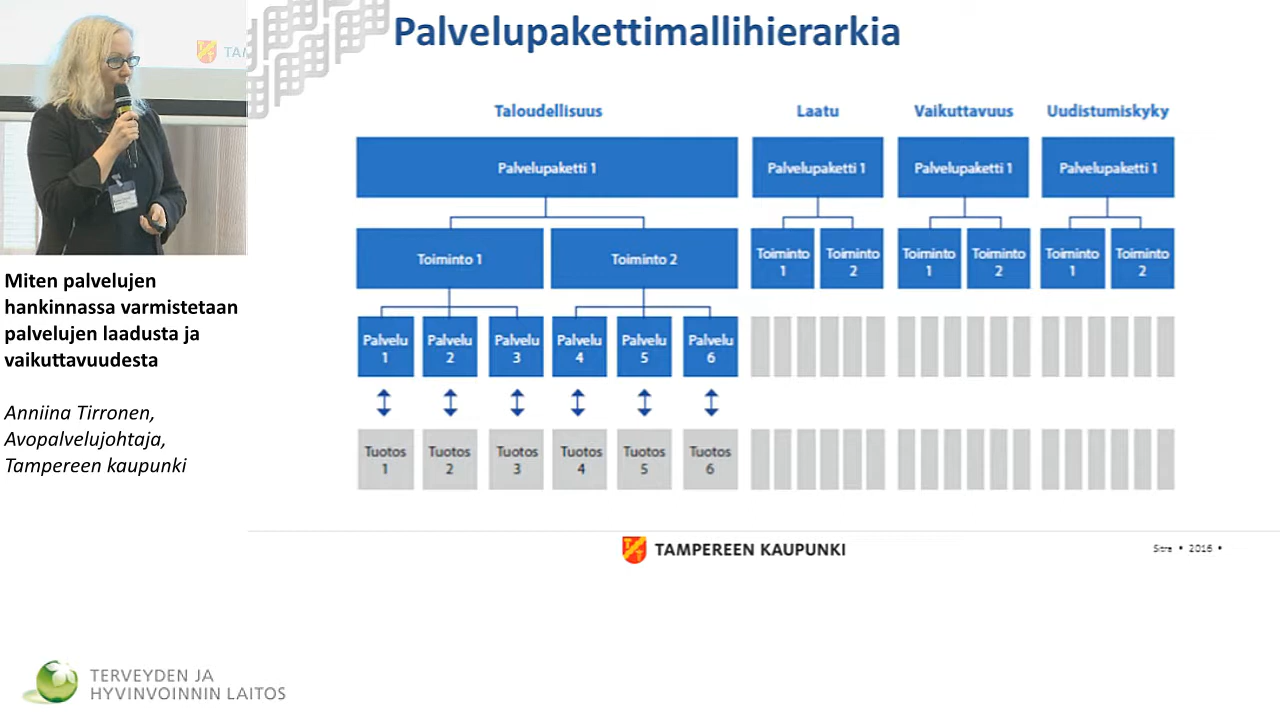 Palvelupakettimallihierarkia
TAM
Taloudellisuus
Laatu
Vaikuttavuus
Uudistumiskyky
Palvelupaketti 1
Palvelupaketti 1
Palvelupaketti 1
Palvelupaketti 1
Toiminto 1
Toiminto 2
Toiminto
1
Toiminto
2
Toiminto
1
Toiminto
2
Toiminto
1
Toiminto
2
Palvelu
1
Palvelu
2
Palvelu
3
Palvelu
4
Palvelu
5
Palvelu
6
Tuotos
1
Tuotos
2
Tuotos
3
Tuotos
4
Tuotos
5
Tuotos
6
Miten palvelujen
hankinnassa varmistetaan
palvelujen laadusta ja
vaikuttavuudesta
Anniina Tirronen,
Avopalvelujohtaja,
Tampereen kaupunki
TAMPEREEN KAUPUNKI
Stra • 2016 •
TERVEYDEN JA
HYVINVOINNIN LAITOS